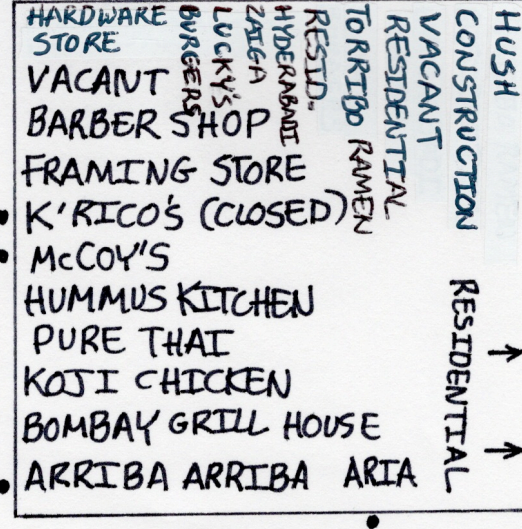 HARDWARE
STORE
VACANT
BARBER SHOP
FRAMING STORE
K'RICO'S (CLOSED)
McCOY'S
HUMMUS KITCHEN
PURE THAI
KOJI CHICKEN
BOMBAY GRILL HOUSE
ARRIBA ARRIBA ARIA
BURGERS
LUCKY'S
ZAIGA
HYDERABADI
RESID.
TORRIBO RAMEN
RESIDENTIAL
VACANT
CONSTRUCTION
HUSH
RESIDENTIAL